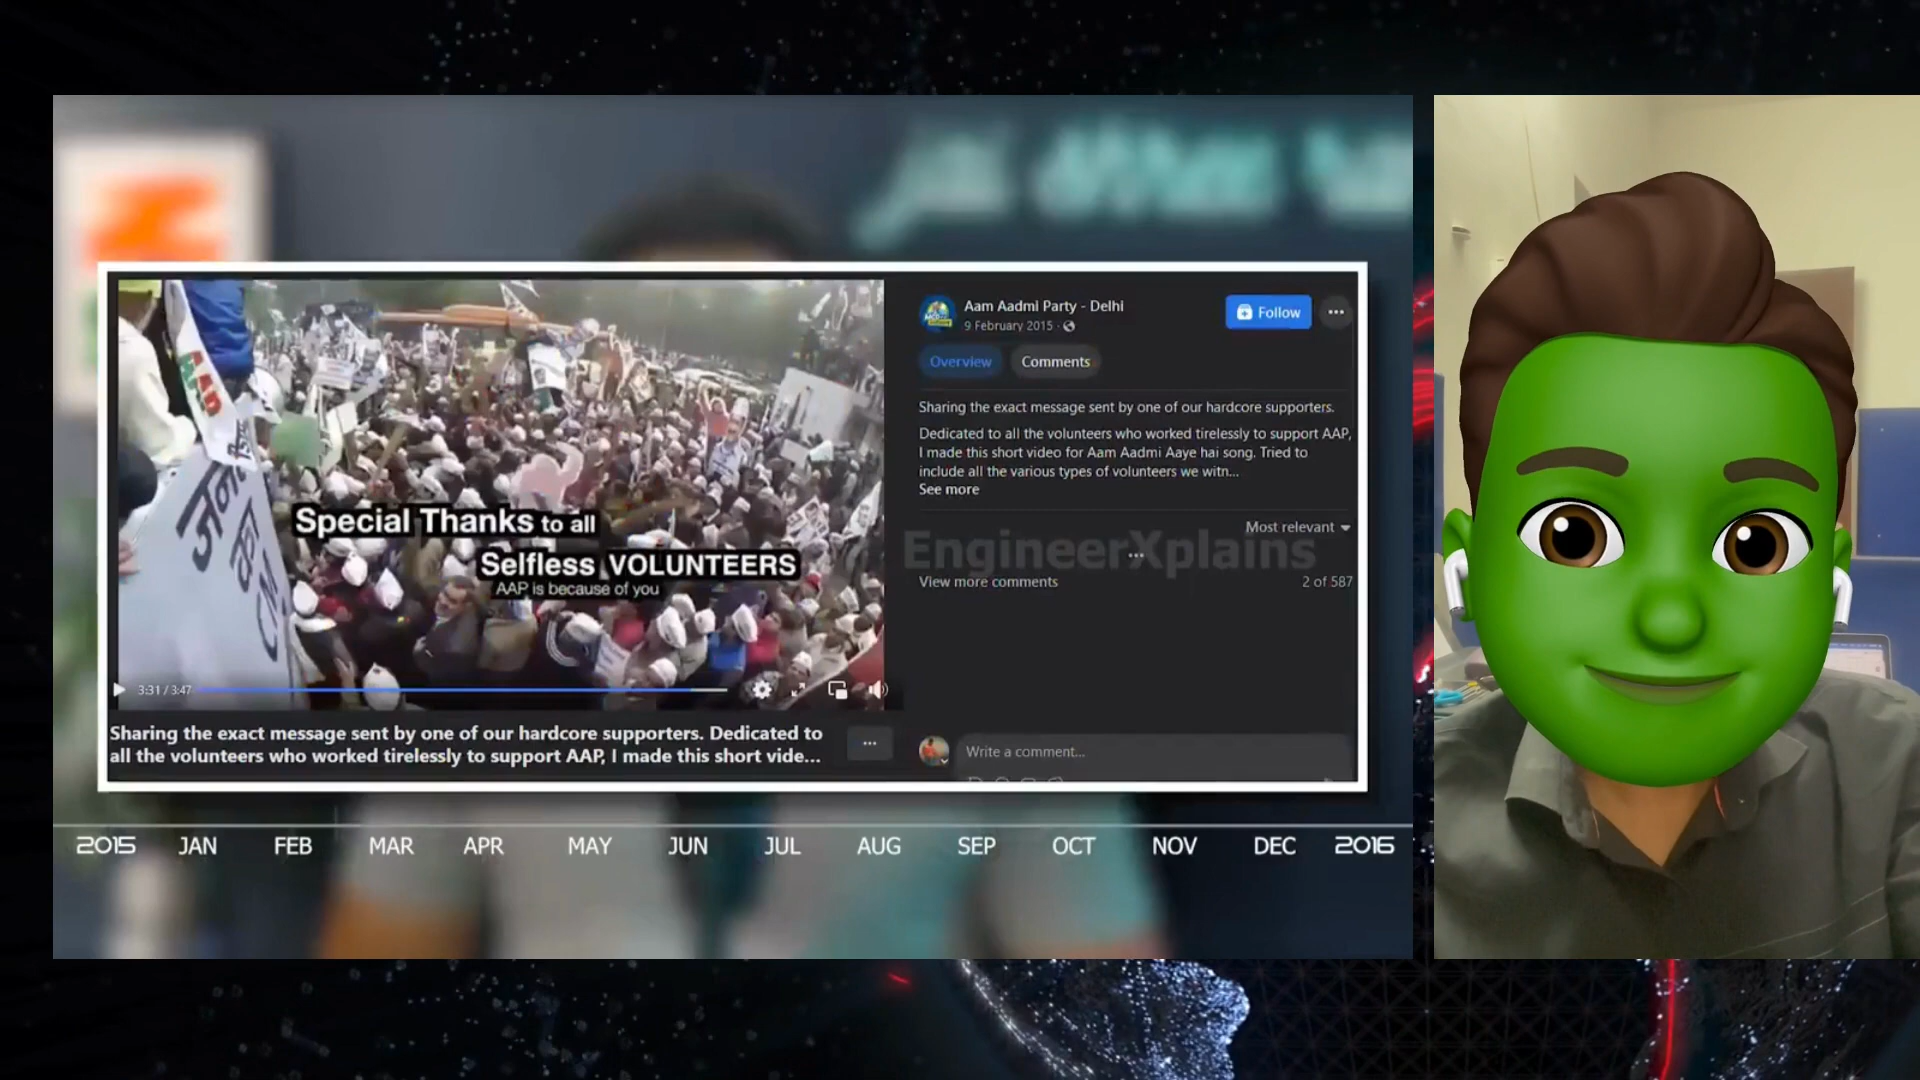 AAP
Special Thanks to all
Selfless VOLUNTEERS
AAP is because of you
3:31 / 3:47
Sharing the exact message sent by one of our hardcore supporters. Dedicated to
all the volunteers who worked tirelessly to support AAP, I made this short vide...
Aam Aadmi Party - Delhi
9 February 2015
Follow
Overview
Comments
Sharing the exact message sent by one of our hardcore supporters.
Dedicated to all the volunteers who worked tirelessly to support AAP,
I made this short video for Aam Aadmi Aaye hai song. Tried to
include all the various types of volunteers we witn...
See more
Most relevant
EngineerXplains
View more comments
2 of 587
Write a comment...
2015 JAN FEB MAR APR MAY JUN JUL AUG SEP OCT NOV DEC 2016